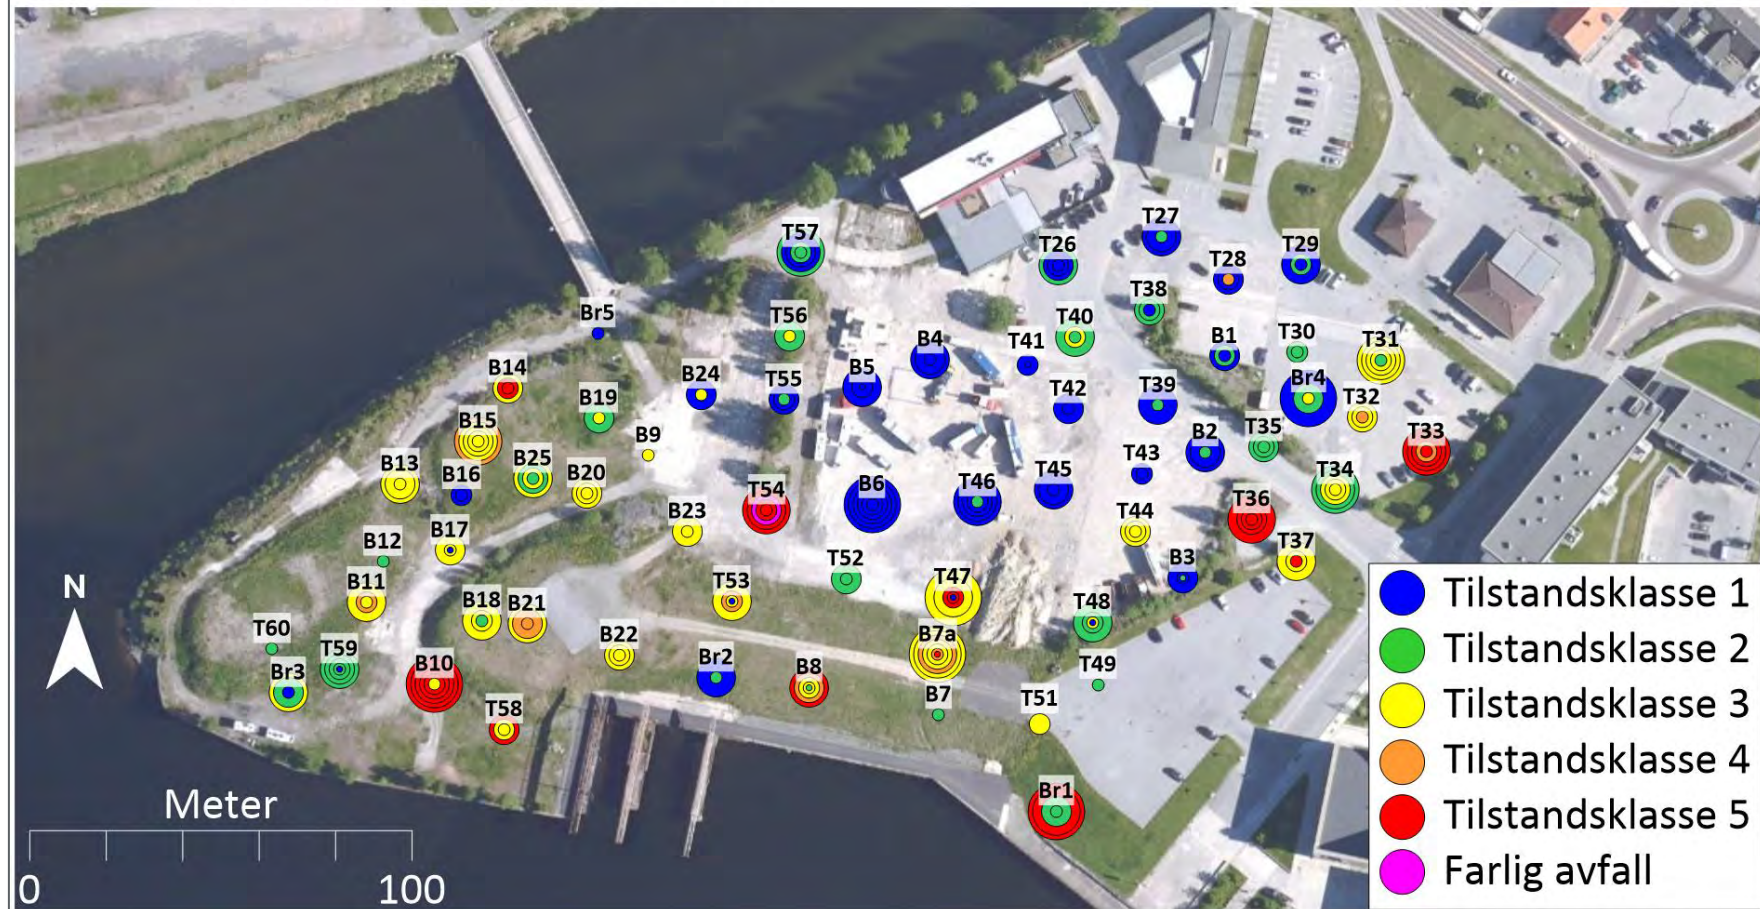 T27
T57
T26
T28
T29
Br5
T56
T38
T40
B1
T30
T31
B14
B24
T55
B5
B4
T41
T42
T39
Br4
T32
B19
B15
B9
B2
T35
T33
B13
B16
B25
B20
T54
B6
T46
T45
T43
T34
B23
T36
T44
B17
B12
T52
B3
T37
B11
T53
T47
N
B18
B21
T48
T60
T59
B22
B7a
Br3
B10
Br2
B8
T49
B7
T51
T58
Br1
Meter
0 100
Tilstandsklasse 1
Tilstandsklasse 2
Tilstandsklasse 3
Tilstandsklasse 4
Tilstandsklasse 5
Farlig avfall